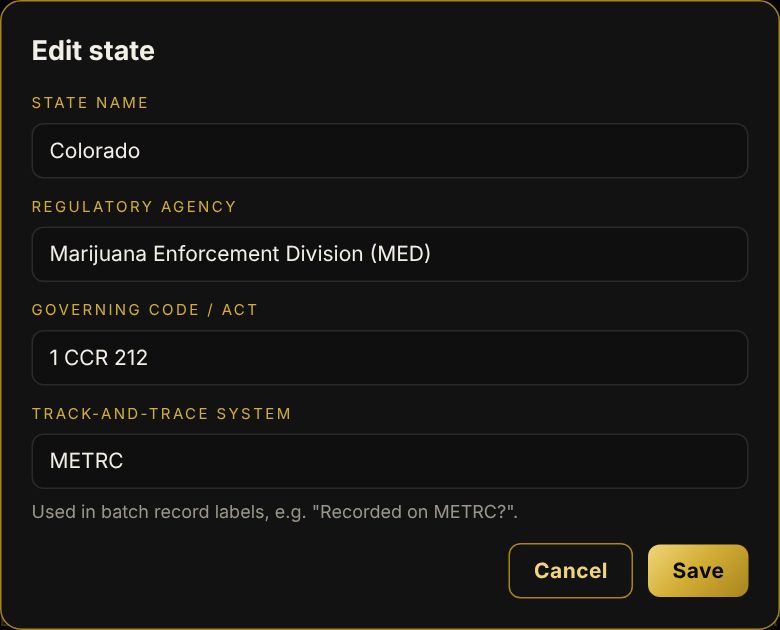 Edit state
STATE NAME
Colorado
REGULATORY AGENCY
Marijuana Enforcement Division (MED)
GOVERNING CODE / ACT
1 CCR 212
TRACK-AND-TRACE SYSTEM
METRC
Used in batch record labels, e.g. "Recorded on METRC?".
Cancel Save